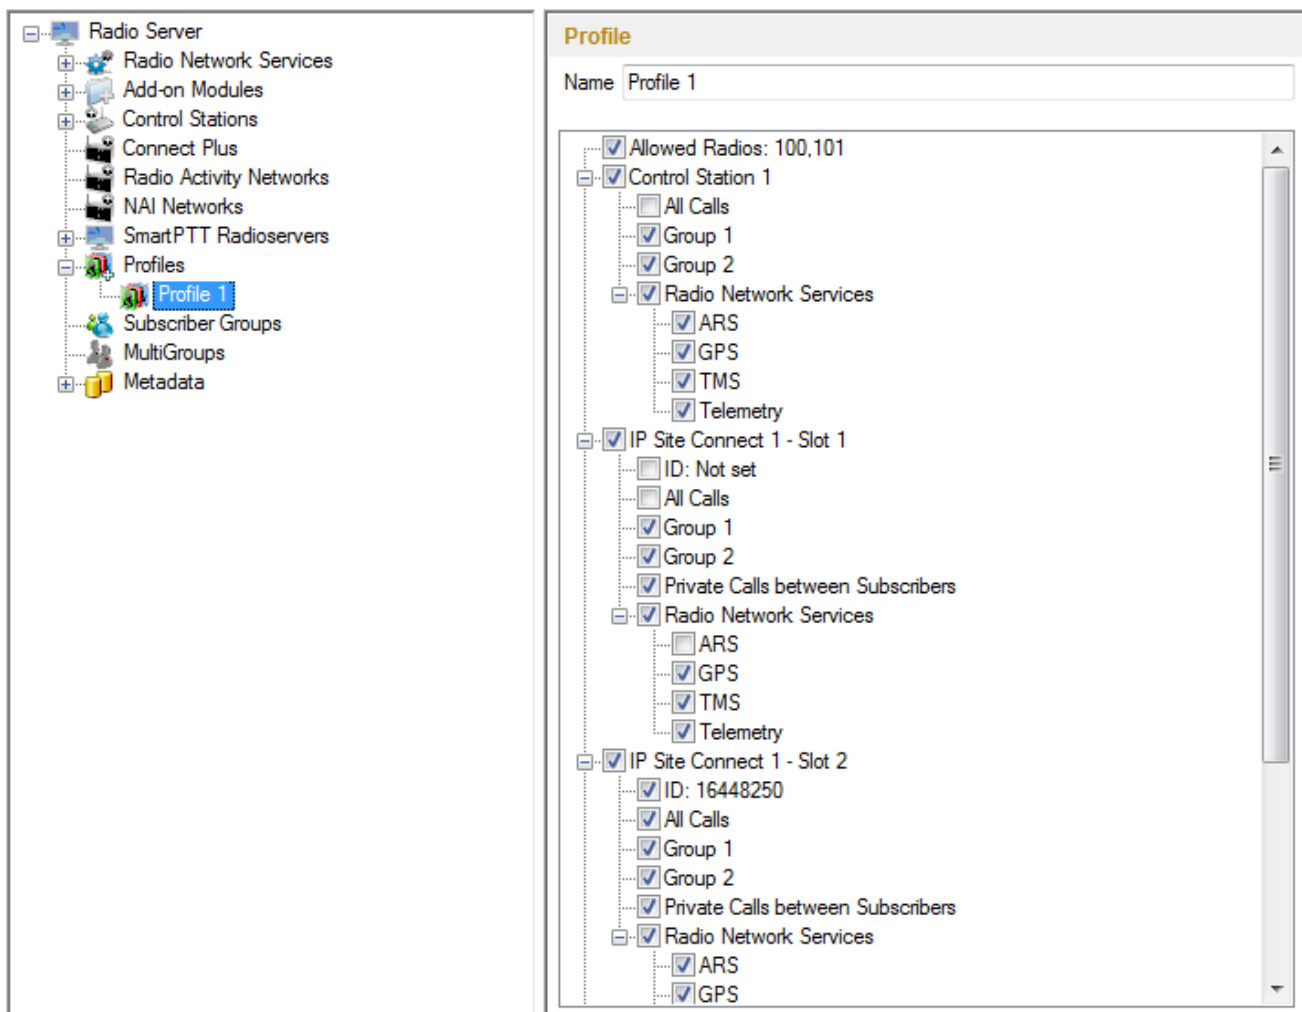 Radio Server
Radio Network Services
Add-on Modules
Control Stations
Connect Plus
Radio Activity Networks
NAI Networks
SmartPTT Radioservers
Profiles
Profile 1
Subscriber Groups
MultiGroups
Metadata
Profile
Name Profile 1
Allowed Radios: 100,101
Control Station 1
All Calls
Group 1
Group 2
Radio Network Services
ARS
GPS
TMS
Telemetry
IP Site Connect 1 - Slot 1
ID: Not set
All Calls
Group 1
Group 2
Private Calls between Subscribers
Radio Network Services
ARS
GPS
TMS
Telemetry
IP Site Connect 1 - Slot 2
ID: 16448250
All Calls
Group 1
Group 2
Private Calls between Subscribers
Radio Network Services
ARS
GPS